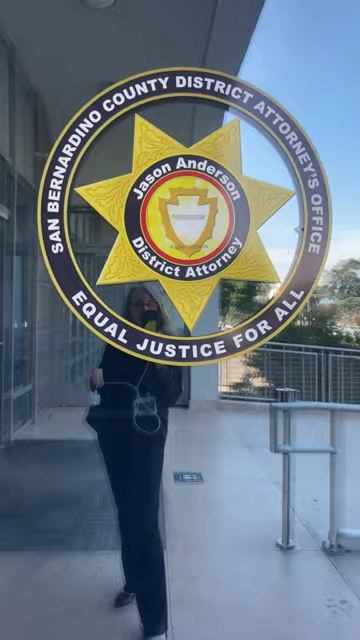 SAN BERNARDINO COUNTY DISTRICT ATTORNEY'S OFFICE
Jason Anderson
District Attorney
EQUAL JUSTICE FOR ALL